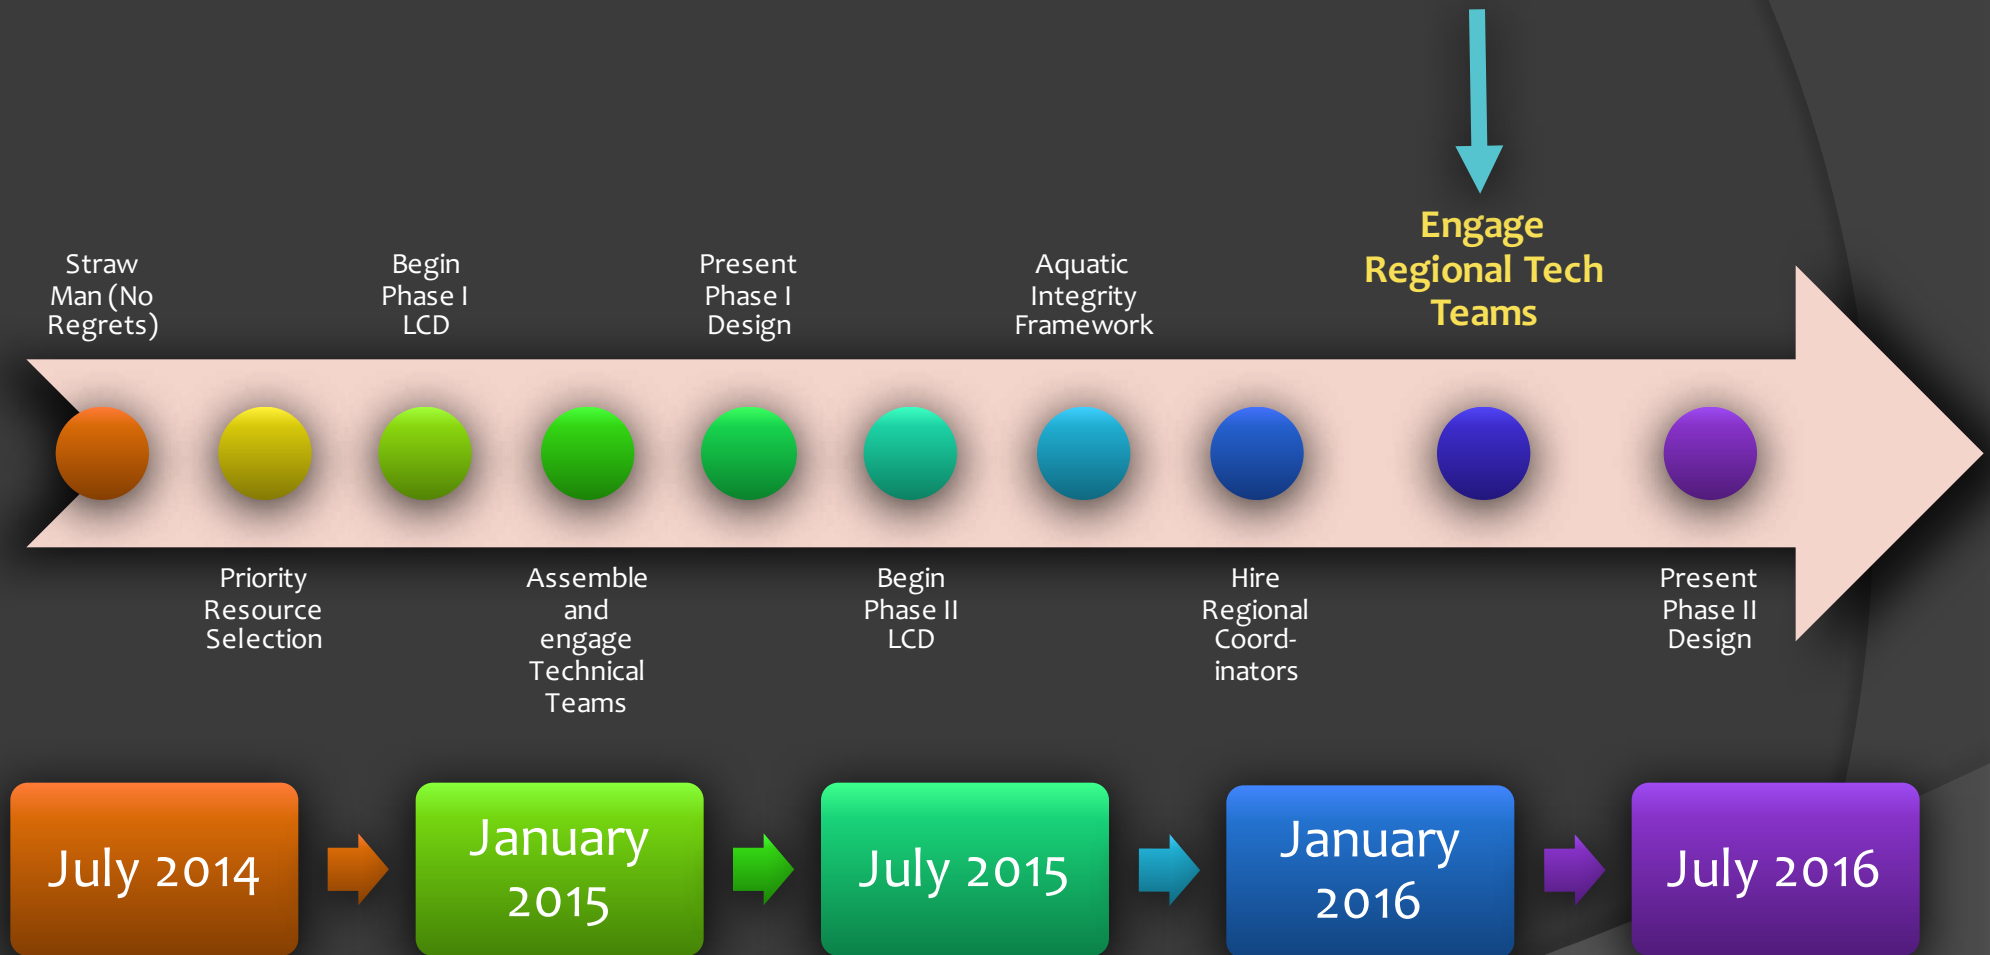 Straw
Man (No
Regrets)
Begin
Phase I
LCD
Present
Phase I
Design
Aquatic
Integrity
Framework
Engage
Regional Tech
Teams
Priority
Resource
Selection
Assemble
and
engage
Technical
Teams
Begin
Phase II
LCD
Hire
Regional
Coord-
inators
Present
Phase II
Design
July 2014
January
2015
July 2015
January
2016
July 2016